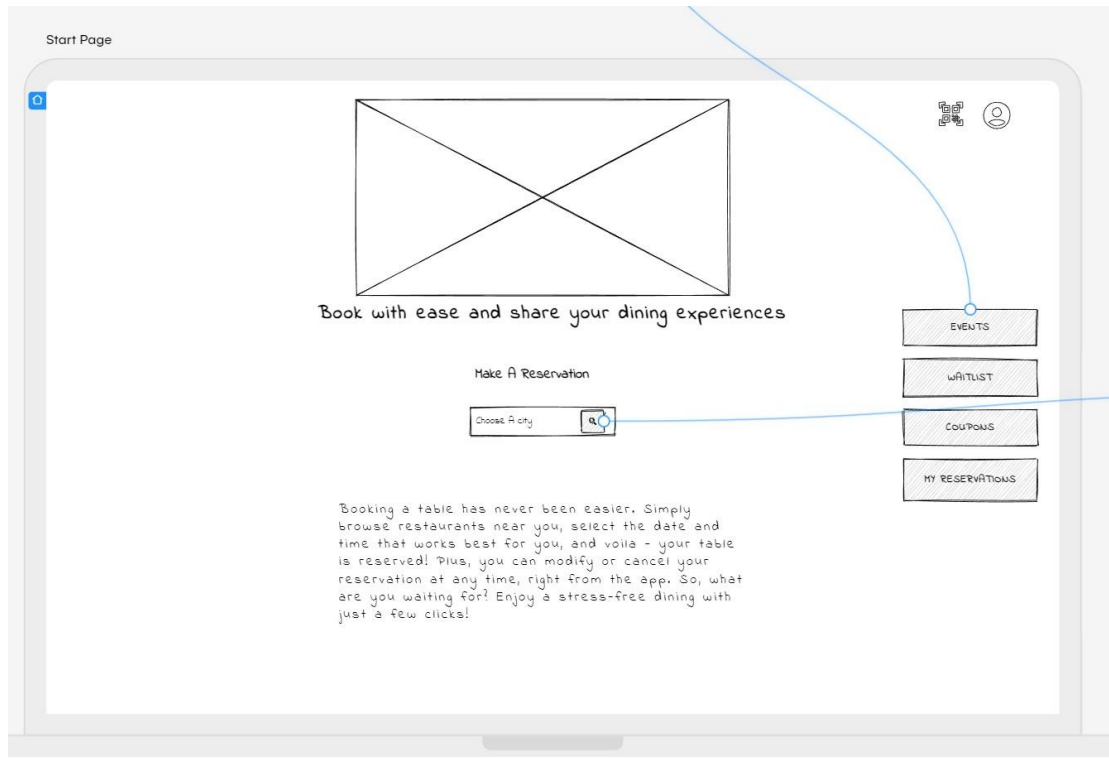 Start Page
Book with ease and share your dining experiences
Make A Reservation
Choose A city
EVENTS
WAITLIST
COUPONS
MY RESERVATIONS
Booking a table has never been easier. Simply
browse restaurants near you, select the date and
time that works best for you, and voila - your table
is reserved! Plus, you can modify or cancel your
reservation at any time, right from the app. So, what
are you waiting for? Enjoy a stress-free dining with
just a few clicks!